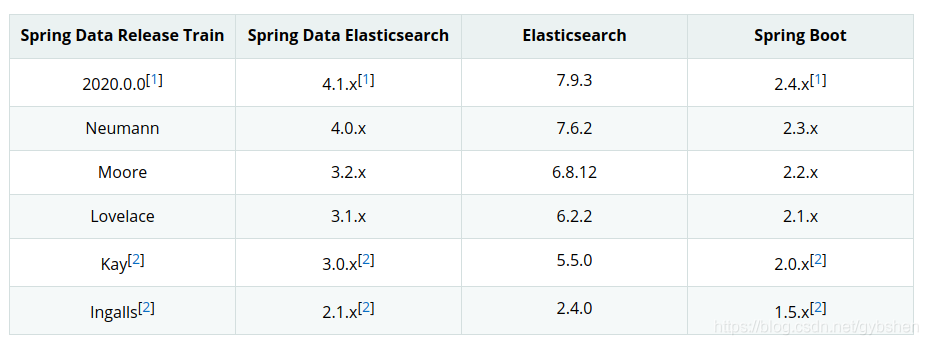 Spring Data Release Train Spring Data Elasticsearch Elasticsearch Spring Boot
2020.0.0[1] 4.1.x[1] 7.9.3 2.4.x[1]
Neumann 4.0.x 7.6.2 2.3.x
Moore 3.2.x 6.8.12 2.2.x
Lovelace 3.1.x 6.2.2 2.1.x
Kay[2] 3.0.x[2] 5.5.0 2.0.x[2]
Ingalls[2] 2.1.x[2] 2.4.0 1.5.x[2]
https://blog.csdn.net/gybshen